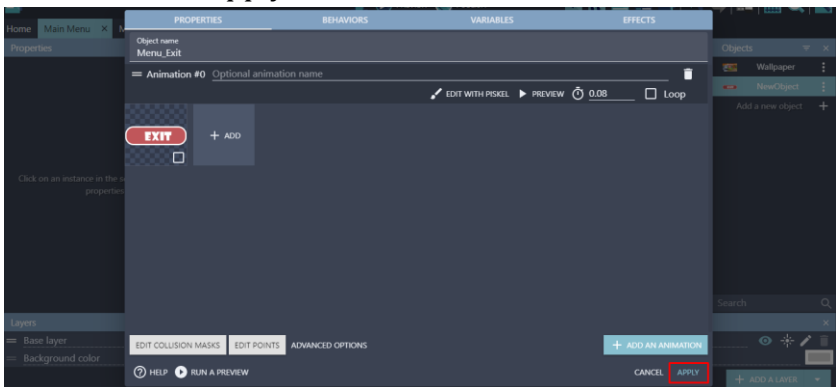 PROPERTIES BEHAVIORS VARIABLES EFFECTS
Home Main Menu × M
Properties
Object name
Menu_Exit
Objects
Animation #0 Optional animation name
Wallpaper
EDIT WITH PISKEL PREVIEW 0.08 Loop
NewObject
Add a new object +
EXIT
+ ADD
Click on an instance in the s
properties
Search
Layers
Base layer
Background color
EDIT COLLISION MASKS EDIT POINTS ADVANCED OPTIONS + ADD AN ANIMATION
HELP RUN A PREVIEW CANCEL APPLY
+ ADD A LAYER